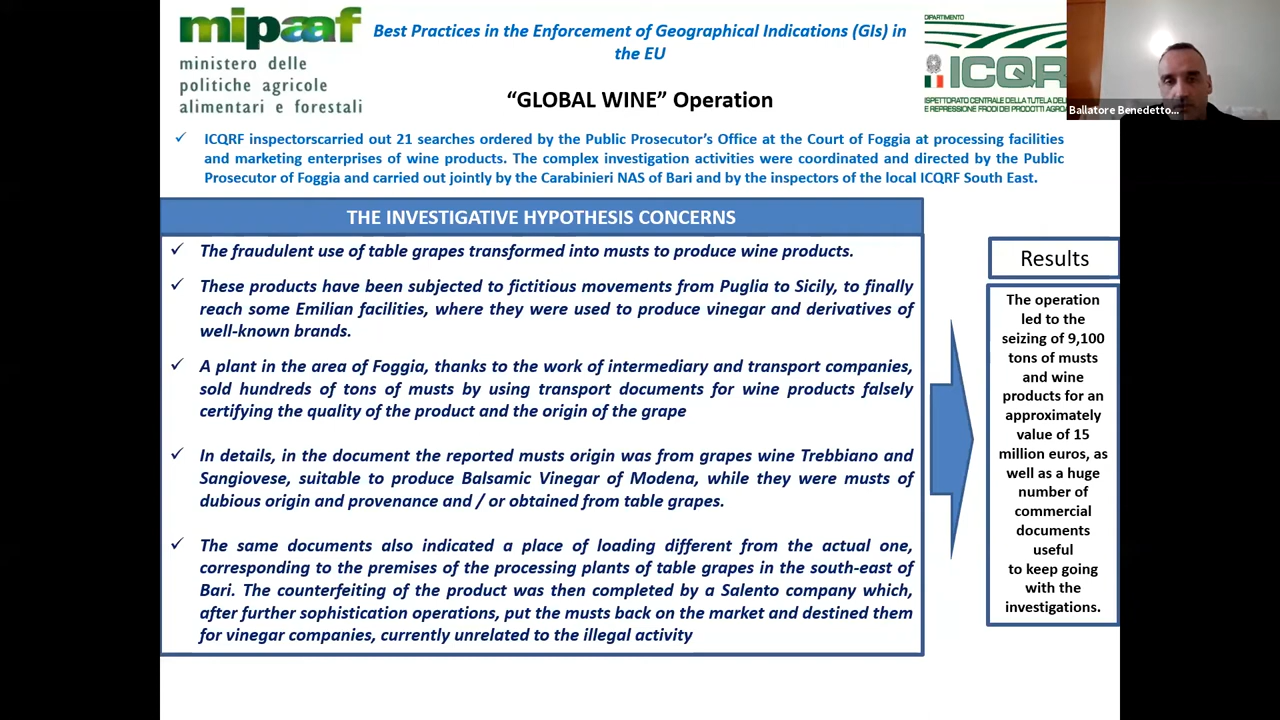 mipaaf
ministero delle
politiche agricole
alimentari e forestali
Best Practices in the Enforcement of Geographical Indications (GIs) in
the EU
“GLOBAL WINE” Operation
DIPARTIMENTO
ICQR
ISPETTORATO CENTRALE DELLA TUTELA DEL
E REPRESSIONE FRODI DEI PRODOTTI AGRO
Ballatore Benedetto...
✓ ICQRF inspectorscarried out 21 searches ordered by the Public Prosecutor’s Office at the Court of Foggia at processing facilities
and marketing enterprises of wine products. The complex investigation activities were coordinated and directed by the Public
Prosecutor of Foggia and carried out jointly by the Carabinieri NAS of Bari and by the inspectors of the local ICQRF South East.
THE INVESTIGATIVE HYPOTHESIS CONCERNS
✓ The fraudulent use of table grapes transformed into musts to produce wine products.
✓ These products have been subjected to fictitious movements from Puglia to Sicily, to finally
reach some Emilian facilities, where they were used to produce vinegar and derivatives of
well-known brands.
✓ A plant in the area of Foggia, thanks to the work of intermediary and transport companies,
sold hundreds of tons of musts by using transport documents for wine products falsely
certifying the quality of the product and the origin of the grape
✓ In details, in the document the reported musts origin was from grapes wine Trebbiano and
Sangiovese, suitable to produce Balsamic Vinegar of Modena, while they were musts of
dubious origin and provenance and / or obtained from table grapes.
✓ The same documents also indicated a place of loading different from the actual one,
corresponding to the premises of the processing plants of table grapes in the south-east of
Bari. The counterfeiting of the product was then completed by a Salento company which,
after further sophistication operations, put the musts back on the market and destined them
for vinegar companies, currently unrelated to the illegal activity
Results
The operation
led to the
seizing of 9,100
tons of musts
and wine
products for an
approximately
value of 15
million euros, as
well as a huge
number of
commercial
documents
useful
to keep going
with the
investigations.